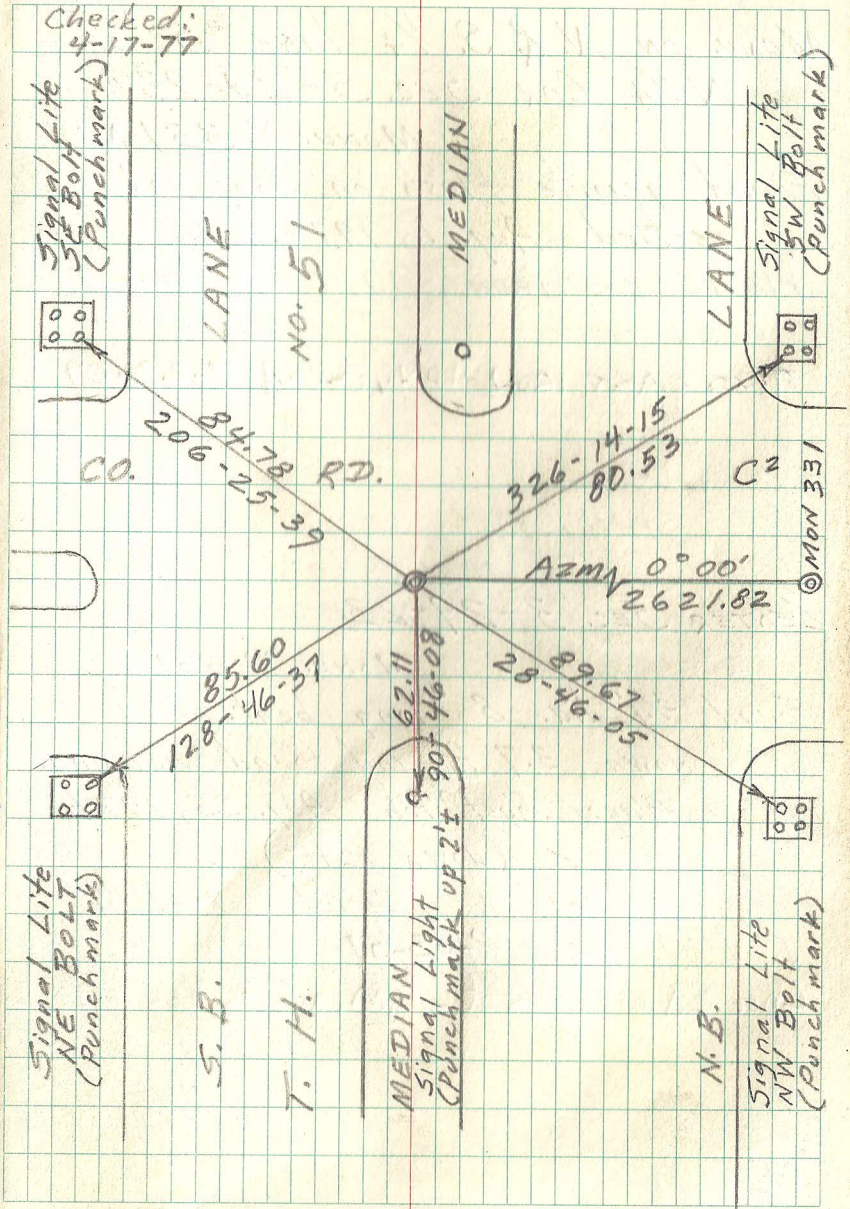 Checked:
4-17-77
Signal Lite
SE Bolt
(Punchmark)
LANE
NO. 51
MEDIAN
LANE
Signal Lite
SW Bolt
(Punchmark)
84.78
206-25-39
CO.
RD.
326-14-15
80.53
C²
MON 331
Azm 0°00'
2621.82
85.60
128-46-37
62.11
90-46-08
89.67
28-46-05
Signal Lite
NE BOLT
(Punchmark)
S.B.
T. H.
MEDIAN
Signal Light
(Punchmark up 2'±
N.B.
Signal Lite
NW Bolt
(Punchmark)